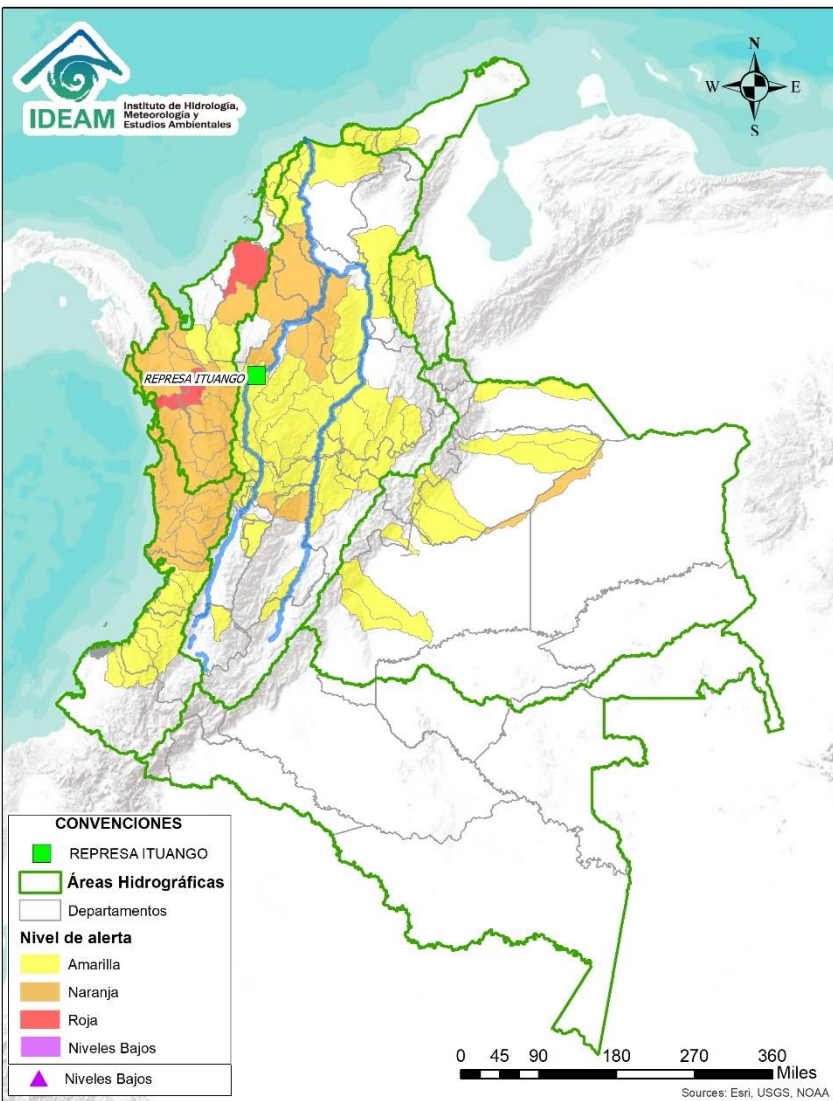 IDEAM
Instituto de Hidrología,
Meteorología y
Estudios Ambientales
N
W E
S
REPRESA ITUANGO
CONVENCIONES
REPRESA ITUANGO
Áreas Hidrográficas
Departamentos
Nivel de alerta
Amarilla
Naranja
Roja
Niveles Bajos
Niveles Bajos
0 45 90 180 270 360
Miles
Sources: Esri, USGS, NOAA